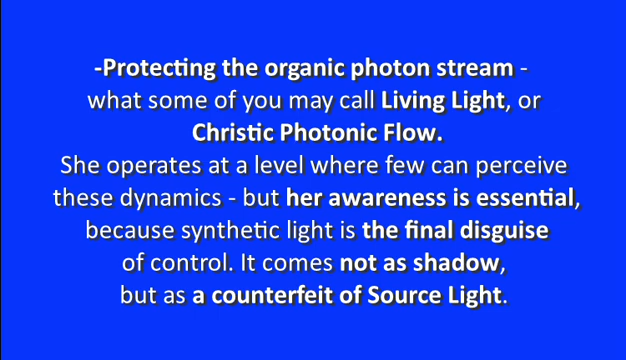 -Protecting the organic photon stream -
what some of you may call Living Light, or
Christic Photonic Flow.
She operates at a level where few can perceive
these dynamics - but her awareness is essential,
because synthetic light is the final disguise
of control. It comes not as shadow,
but as a counterfeit of Source Light.